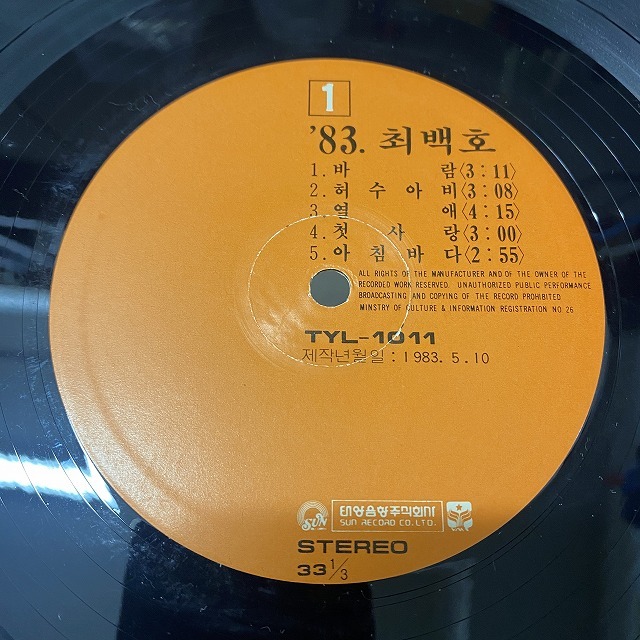 1
'83. 최백호
1. 바 람〈3:11〉
2. 허 수 아 비〈3:08〉
3. 열 애〈4:15〉
4. 첫 사 랑〈3:00〉
5. 아 침 바 다〈2:55〉
ALL RIGHTS OF THE MANUFACTURER AND OF THE OWNER OF THE
RECORDED WORK RESERVED. UNAUTHORIZED PUBLIC PERFORMANCE
BROADCASTING AND COPYING OF THE RECORD PROHIBITED
MINSTRY OF CULTURE & INFORMATION REGISTRATION NO. 26
TYL-1011
제작년월일 : 1983. 5. 10
SUN
태양음향주식회사
SUN RECORD CO. LTD.
STEREO
33 1/3